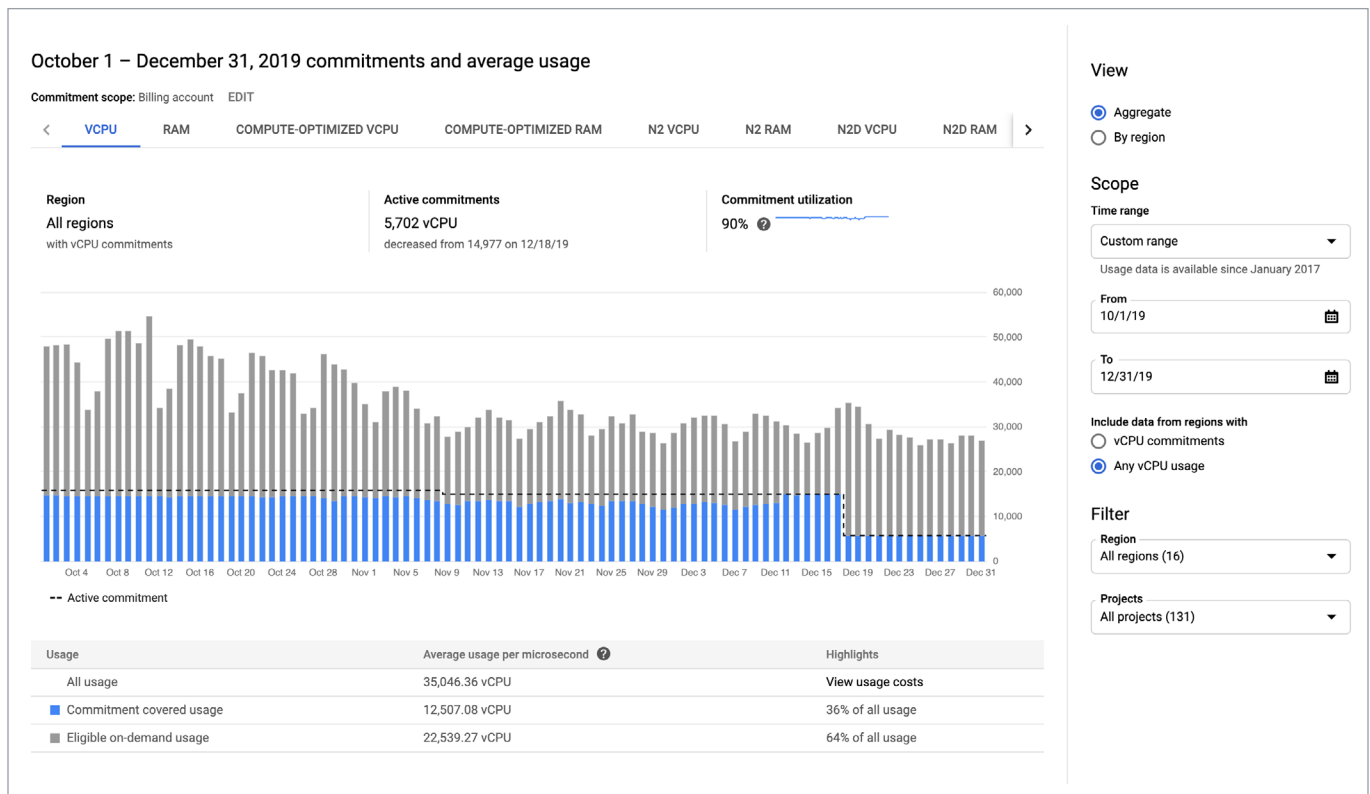 October 1 – December 31, 2019 commitments and average usage
Commitment scope: Billing account EDIT
VCPU RAM COMPUTE-OPTIMIZED VCPU COMPUTE-OPTIMIZED RAM N2 VCPU N2 RAM N2D VCPU N2D RAM
Region
All regions
with vCPU commitments
Active commitments
5,702 vCPU
decreased from 14,977 on 12/18/19
Commitment utilization
90% ?
60,000
50,000
40,000
30,000
20,000
10,000
0
Oct 4 Oct 8 Oct 12 Oct 16 Oct 20 Oct 24 Oct 28 Nov 1 Nov 5 Nov 9 Nov 13 Nov 17 Nov 21 Nov 25 Nov 29 Dec 3 Dec 7 Dec 11 Dec 15 Dec 19 Dec 23 Dec 27 Dec 31
Active commitment
Usage Average usage per microsecond ? Highlights
All usage 35,046.36 vCPU View usage costs
Commitment covered usage 12,507.08 vCPU 36% of all usage
Eligible on-demand usage 22,539.27 vCPU 64% of all usage
View
Aggregate
By region
Scope
Time range
Custom range
Usage data is available since January 2017
From
10/1/19
To
12/31/19
Include data from regions with
vCPU commitments
Any vCPU usage
Filter
Region
All regions (16)
Projects
All projects (131)